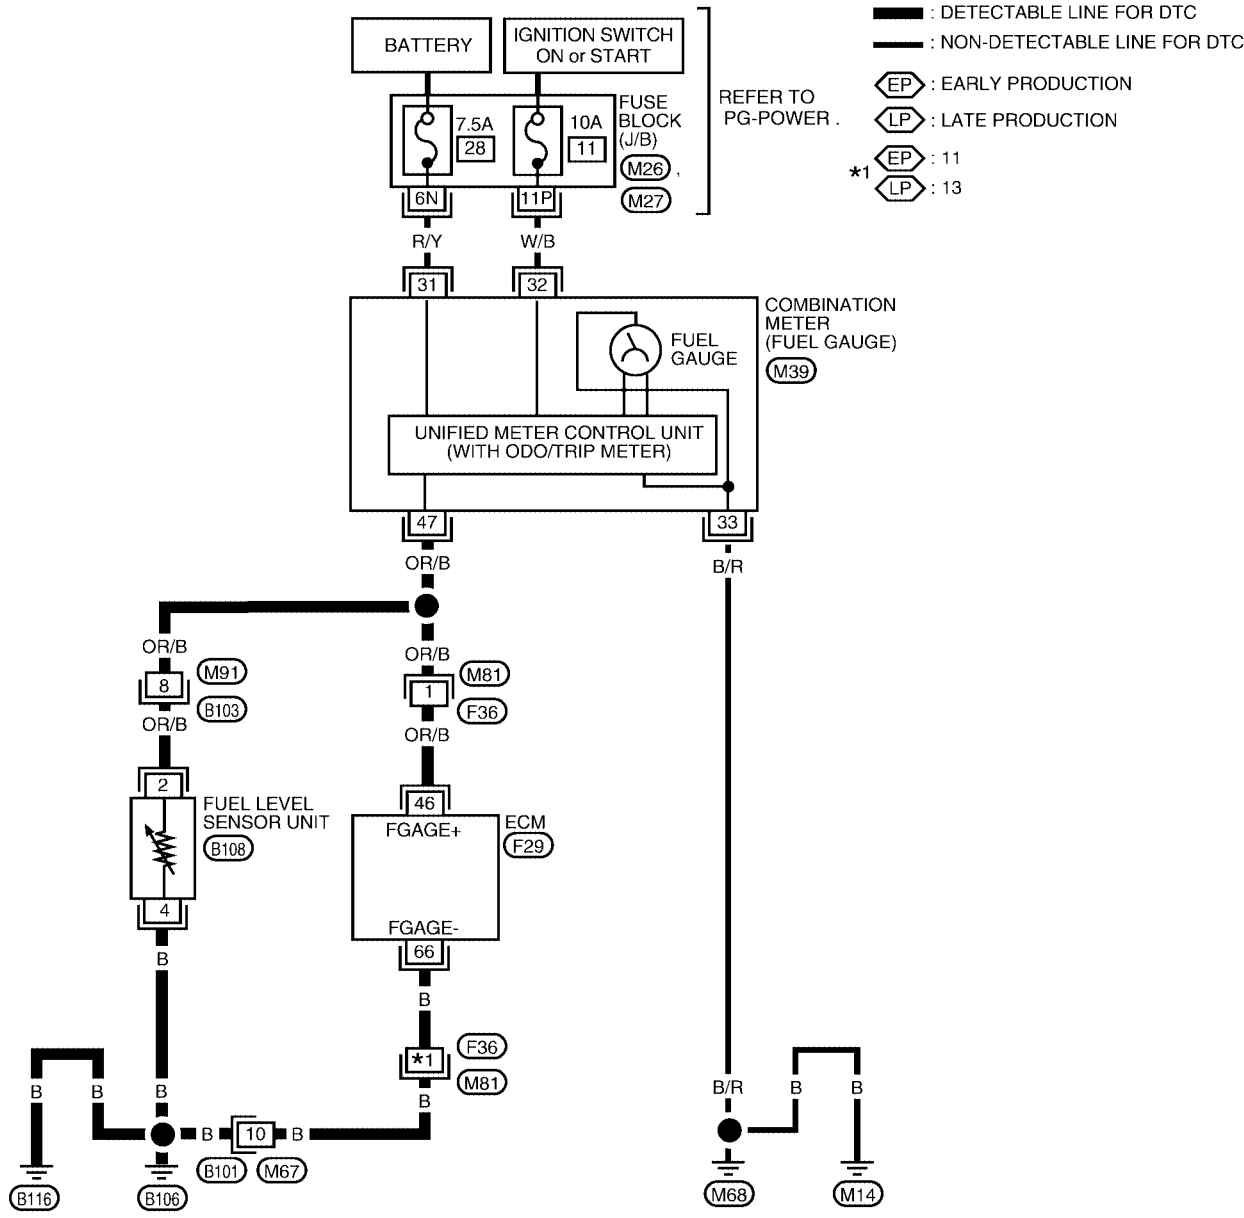 BATTERY
IGNITION SWITCH
ON or START
7.5A
28
10A
11
FUSE
BLOCK
(J/B)
M26 ,
M27
REFER TO
PG-POWER .
: DETECTABLE LINE FOR DTC
: NON-DETECTABLE LINE FOR DTC
EP : EARLY PRODUCTION
LP : LATE PRODUCTION
*1
EP : 11
LP : 13
6N
11P
R/Y
W/B
31
32
COMBINATION
METER
(FUEL GAUGE)
M39
FUEL
GAUGE
UNIFIED METER CONTROL UNIT
(WITH ODO/TRIP METER)
47
33
OR/B
B/R
OR/B
OR/B
8
M91
B103
1
M81
F36
OR/B
OR/B
2
46
FUEL LEVEL
SENSOR UNIT
B108
FGAGE+
ECM
F29
4
FGAGE-
66
B
B
*1
F36
M81
B
B
B
B
B
10
B
B/R
B
B
B101
M67
B116
B106
M68
M14